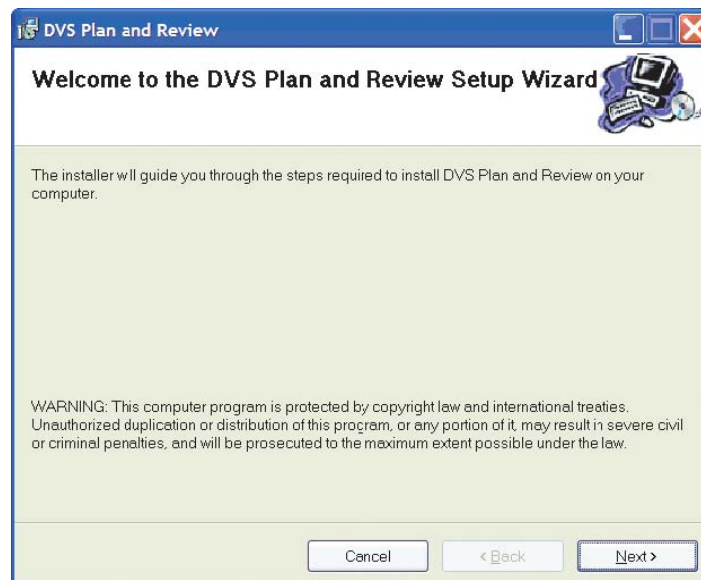 DVS Plan and Review
Welcome to the DVS Plan and Review Setup Wizard
The installer will guide you through the steps required to install DVS Plan and Review on your
computer.
WARNING: This computer program is protected by copyright law and international treaties.
Unauthorized duplication or distribution of this program, or any portion of it, may result in severe civil
or criminal penalties, and will be prosecuted to the maximum extent possible under the law.
Cancel
< Back
Next >